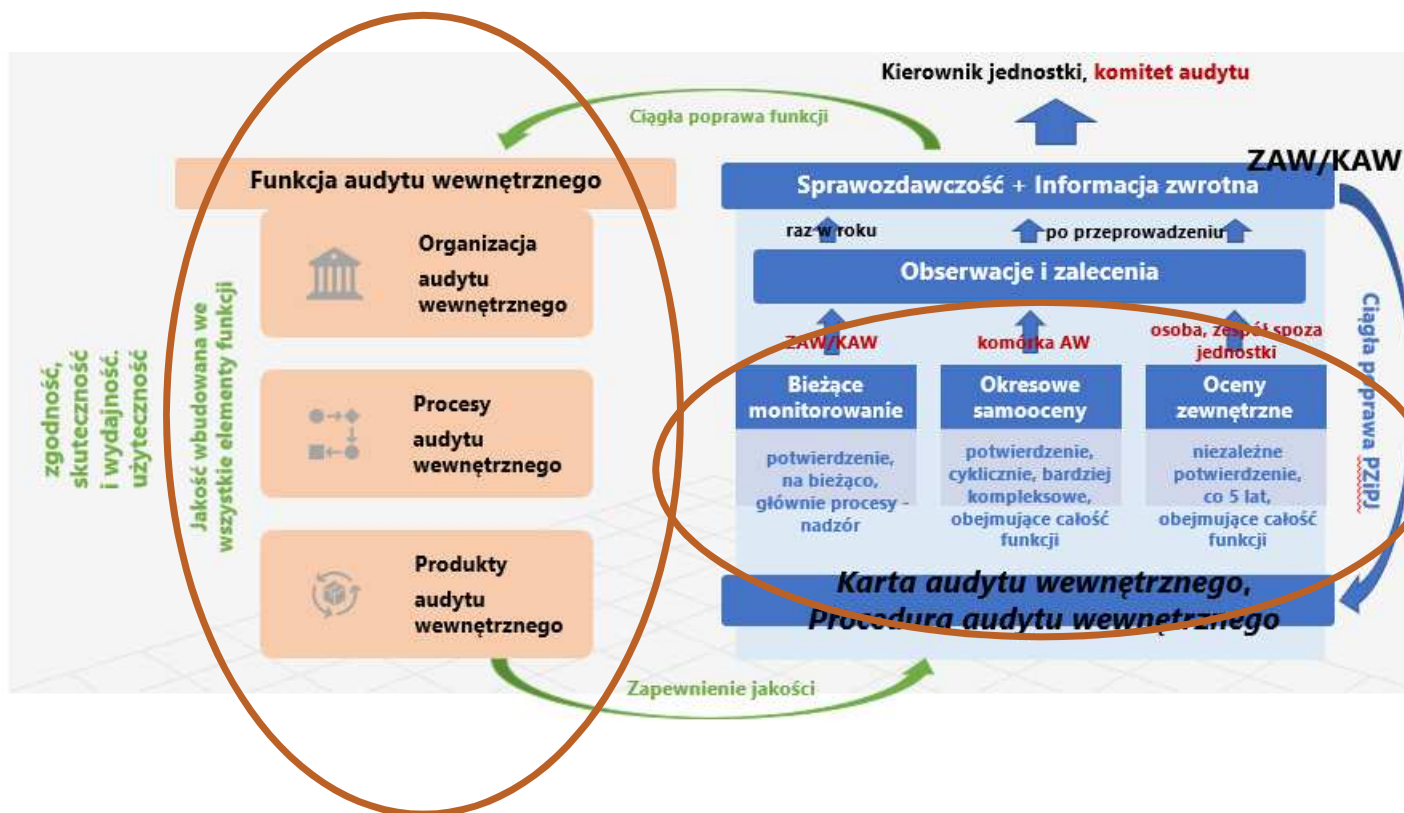 Kierownik jednostki, komitet audytu
Ciągła poprawa funkcji
ZAW/KAW
Funkcja audytu wewnętrznego
Organizacja
audytu
wewnętrznego
Procesy
audytu
wewnętrznego
Produkty
audytu
wewnętrznego
zgodność,
skuteczność
i wydajność.
użyteczność
Jakość wbudowana we
wszystkie elementy funkcji
Sprawozdawczość + Informacja zwrotna
raz w roku
po przeprowadzeniu
Obserwacje i zalecenia
ZAW/KAW
komórka AW
osoba, zespół spoza
jednostki
Bieżące
monitorowanie
potwierdzenie,
na bieżąco,
głównie procesy -
nadzór
Okresowe
samooceny
potwierdzenie,
cyklicznie, bardziej
kompleksowe,
obejmujące całość
funkcji
Oceny
zewnętrzne
niezależne
potwierdzenie,
co 5 lat,
obejmujące całość
funkcji
Ciągła poprawa PZiPJ
Karta audytu wewnętrznego,
Procedura audytu wewnętrznego
Zapewnienie jakości